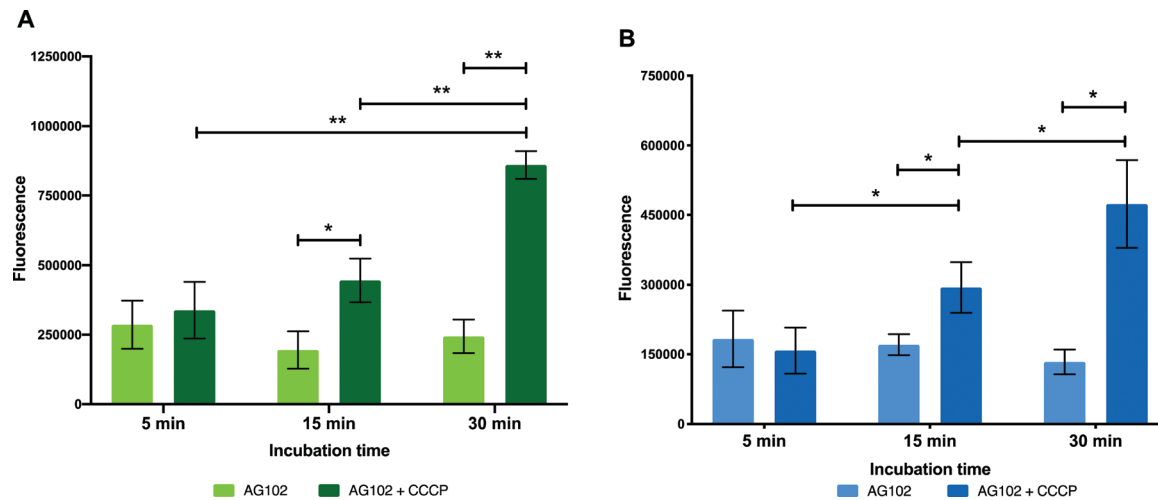 A
1250000
1000000
750000
500000
250000
0
Fluorescence
**
**
**
*
5 min
15 min
30 min
Incubation time
AG102
AG102 + CCCP
B
750000
600000
450000
300000
150000
0
Fluorescence
*
*
*
*
5 min
15 min
30 min
Incubation time
AG102
AG102 + CCCP